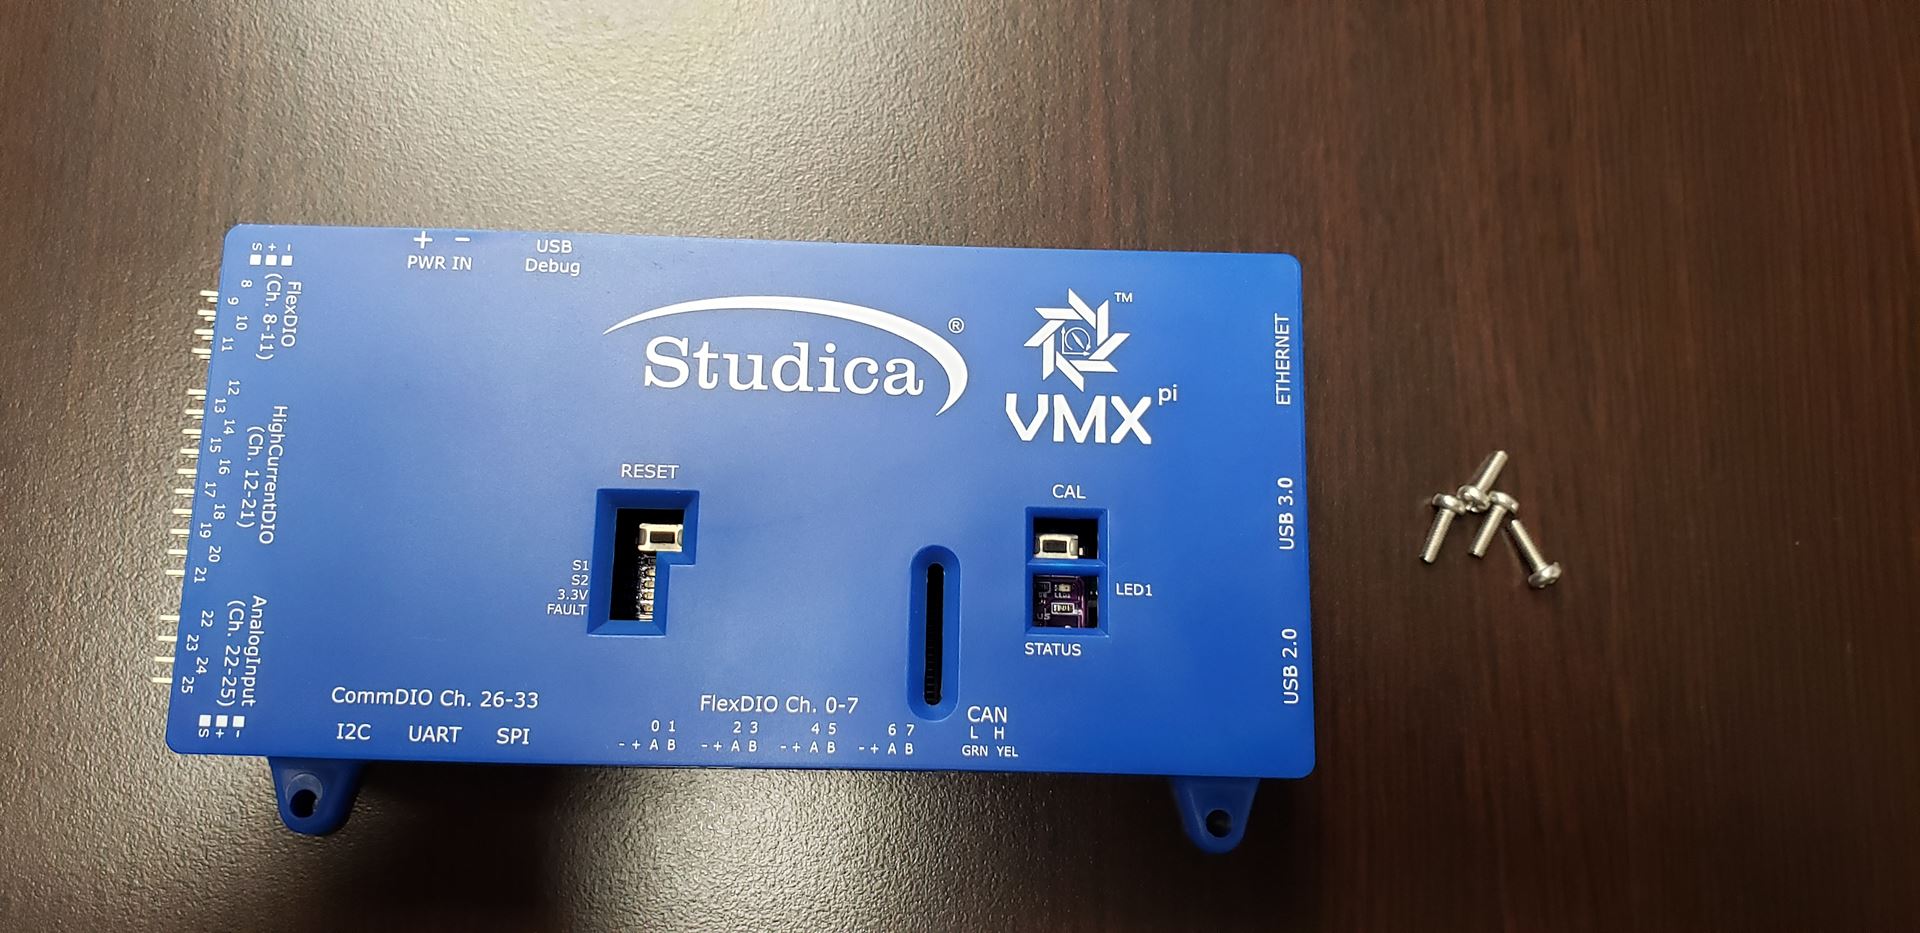 + -
PWR IN
USB
Debug
Studica®
™
VMX pi
ETHERNET
USB 3.0
USB 2.0
- + S
FlexDIO
(Ch. 8-11)
8 9 10 11
HighCurrentDIO
(Ch. 12-21)
12 13 14 15 16 17 18 19 20 21
AnalogInput
(Ch. 22-25)
22 23 24 25
- + S
RESET
S1
S2
3.3V
FAULT
CAL
LED1
STATUS
CommDIO Ch. 26-33
I2C UART SPI
FlexDIO Ch. 0-7
0 1 2 3 4 5 6 7
- + A B - + A B - + A B - + A B
CAN
L H
GRN YEL